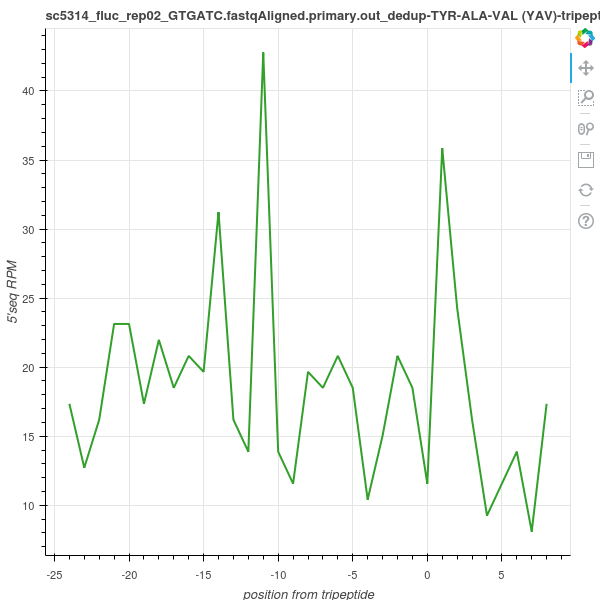 sc5314_fluc_rep02_GTGATC.fastqAligned.primary.out_dedup-TYR-ALA-VAL (YAV)-tripept
40
35
30
25
20
15
10
5'seq RPM
-25 -20 -15 -10 -5 0 5
position from tripeptide